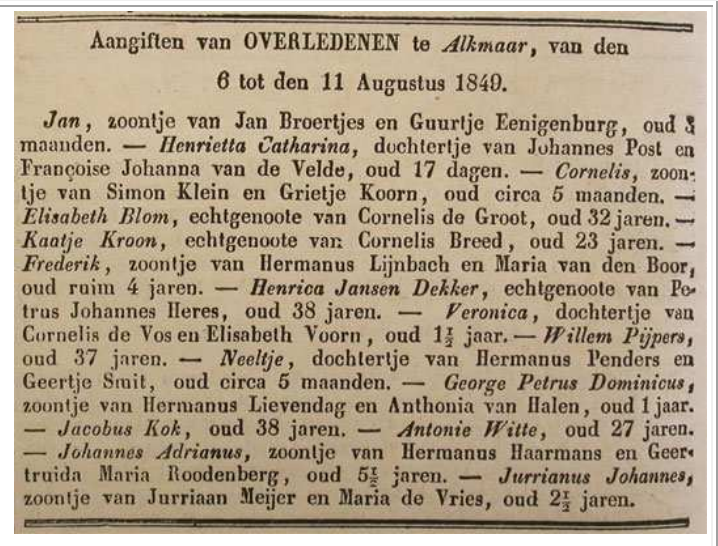 Aangiften van OVERLEDENEN te Alkmaar, van den
6 tot den 11 Augustus 1849.
Jan, zoontje van Jan Broertjes en Guurtje Eenigenburg, oud
maanden. — Henrietta Catharina, dochtertje van Johannes Post en
Françoise Johanna van de Velde, oud 17 dagen. — Cornelis, zoon-
tje van Simon Klein en Grietje Koorn, oud circa 5 maanden. —
Elisabeth Blom, echtgenoote van Cornelis de Groot, oud 32 jaren. —
Kaatje Kroon, echtgenoote van Cornelis Breed, oud 23 jaren. —
Frederik, zoontje van Hermanus Lijnbach en Maria van den Boor,
oud ruim 4 jaren. — Henrica Jansen Dekker, echtgenoote van Pe-
trus Johannes Heres, oud 38 jaren. — Veronica, dochtertje van
Cornelis de Vos en Elisabeth Voorn, oud 1½ jaar. — Willem Pijpers,
oud 37 jaren. — Neeltje, dochtertje van Hermanus Penders en
Geertje Smit, oud circa 5 maanden. — George Petrus Dominicus,
zoontje van Hermanus Lievendag en Anthonia van Halen, oud 1 jaar.
— Jacobus Kok, oud 38 jaren. — Antonie Witte, oud 27 jaren.
— Johannes Adrianus, zoontje van Hermanus Haarmans en Geer-
truida Maria Roodenberg, oud 5½ jaren. — Jurrianus Johannes,
zoontje van Jurriaan Meijer en Maria de Vries, oud 2½ jaren.